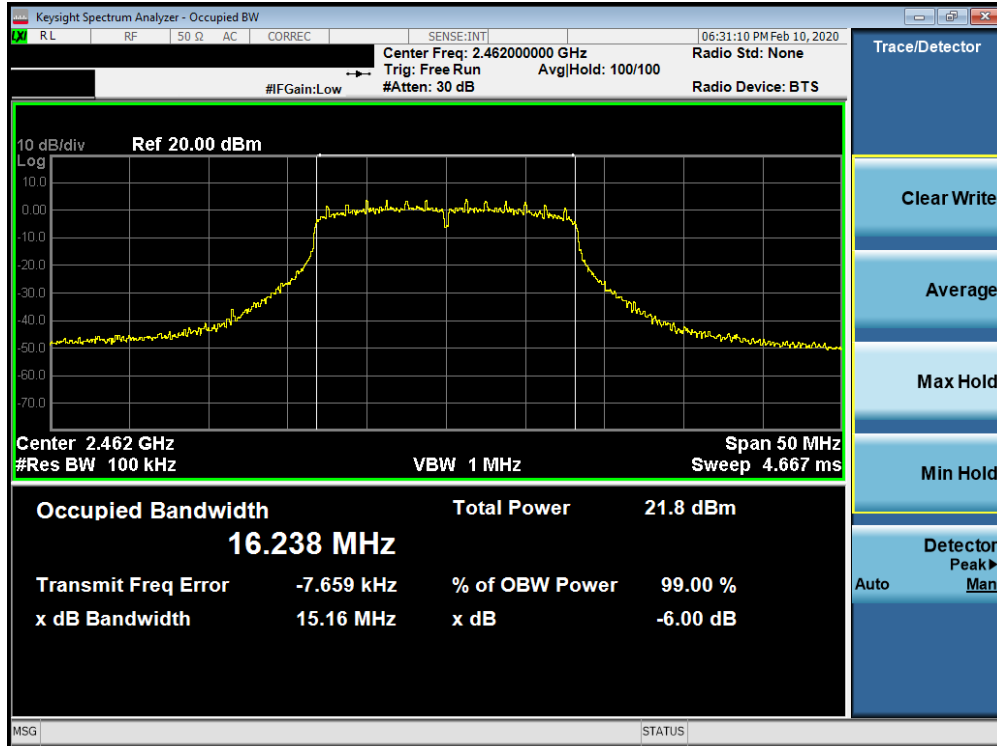 Keysight Spectrum Analyzer - Occupied BW
LXI RL RF 50 Ω AC CORREC SENSE:INT 06:31:10 PM Feb 10, 2020
Center Freq: 2.462000000 GHz Radio Std: None
Trig: Free Run Avg|Hold: 100/100
#IFGain:Low #Atten: 30 dB Radio Device: BTS
Trace/Detector
10 dB/div Ref 20.00 dBm
Log
10.0
0.00
-10.0
-20.0
-30.0
-40.0
-50.0
-60.0
-70.0
Center 2.462 GHz Span 50 MHz
#Res BW 100 kHz VBW 1 MHz Sweep 4.667 ms
Occupied Bandwidth Total Power 21.8 dBm
16.238 MHz
Transmit Freq Error -7.659 kHz % of OBW Power 99.00 %
x dB Bandwidth 15.16 MHz x dB -6.00 dB
Clear Write
Average
Max Hold
Min Hold
Detector
Peak▶
Auto Man
MSG STATUS